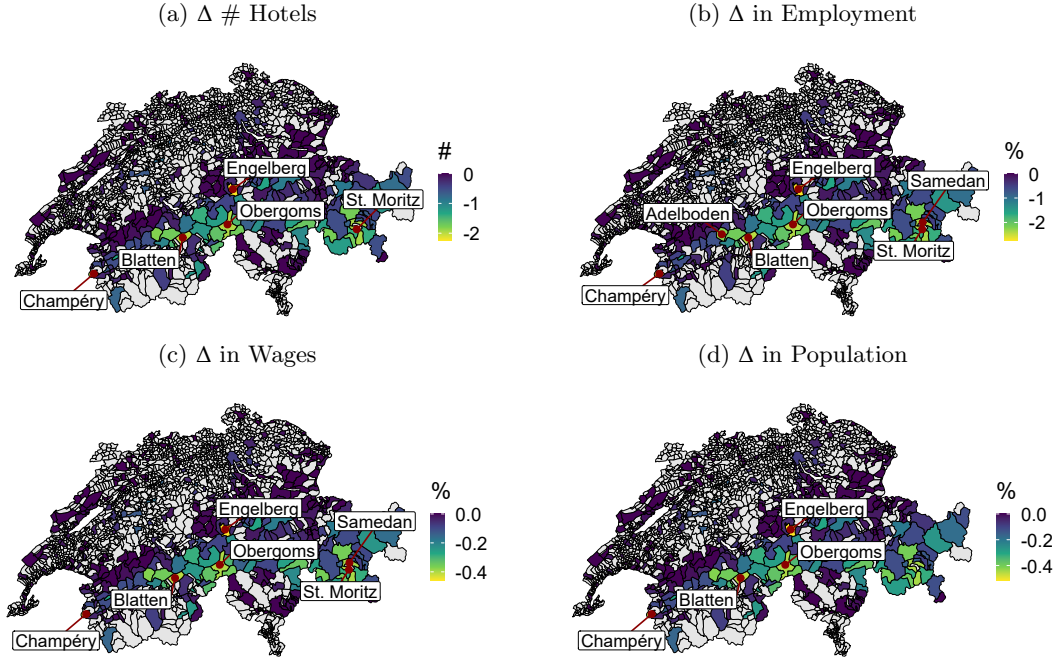 (a) Δ # Hotels
Engelberg
St. Moritz
Obergoms
Blatten
Champéry
#
0
-1
-2
(b) Δ in Employment
Engelberg
Samedan
Adelboden
Obergoms
Blatten
St. Moritz
Champéry
%
0
-1
-2
(c) Δ in Wages
Engelberg
Samedan
Obergoms
Blatten
St. Moritz
Champéry
%
0.0
-0.2
-0.4
(d) Δ in Population
Engelberg
Obergoms
Blatten
Champéry
%
0.0
-0.2
-0.4